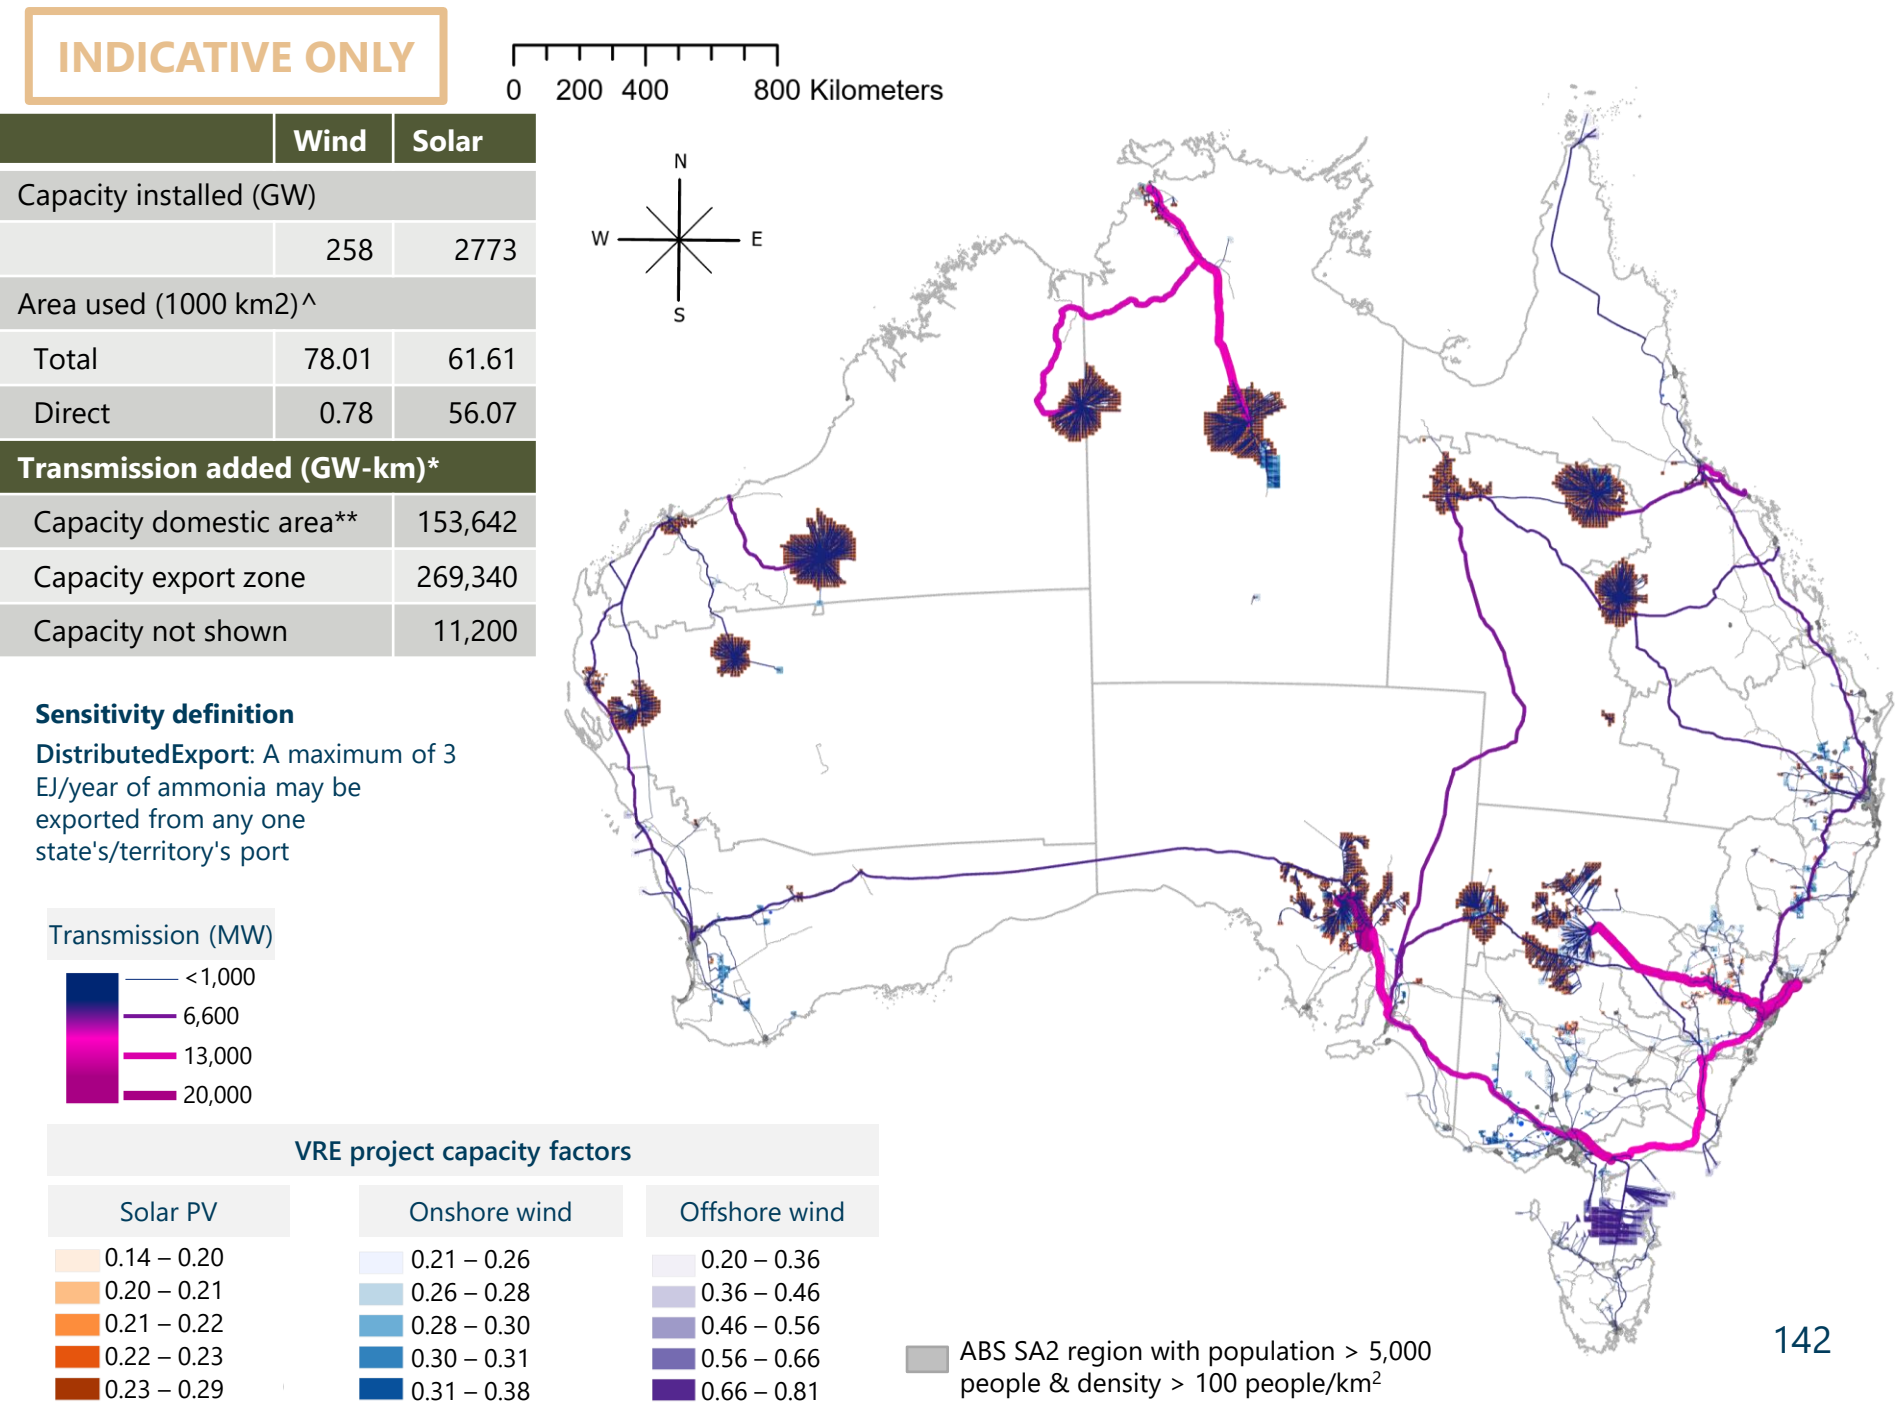 INDICATIVE ONLY
0 200 400 800 Kilometers
N
W E
S
Wind Solar
Capacity installed (GW)
258 2773
Area used (1000 km2)^
Total 78.01 61.61
Direct 0.78 56.07
Transmission added (GW-km)*
Capacity domestic area** 153,642
Capacity export zone 269,340
Capacity not shown 11,200
Sensitivity definition
DistributedExport: A maximum of 3
EJ/year of ammonia may be
exported from any one
state's/territory's port
Transmission (MW)
<1,000
6,600
13,000
20,000
VRE project capacity factors
Solar PV
0.14 – 0.20
0.20 – 0.21
0.21 – 0.22
0.22 – 0.23
0.23 – 0.29
Onshore wind
0.21 – 0.26
0.26 – 0.28
0.28 – 0.30
0.30 – 0.31
0.31 – 0.38
Offshore wind
0.20 – 0.36
0.36 – 0.46
0.46 – 0.56
0.56 – 0.66
0.66 – 0.81
ABS SA2 region with population > 5,000
people & density > 100 people/km²
142